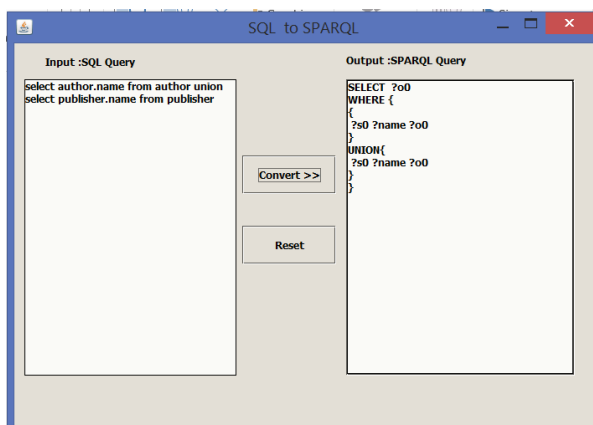 SQL to SPARQL
Input :SQL Query
select author.name from author union
select publisher.name from publisher
Convert >>
Reset
Output :SPARQL Query
SELECT ?o0
WHERE {
{
?s0 ?name ?o0
}
UNION{
?s0 ?name ?o0
}
}